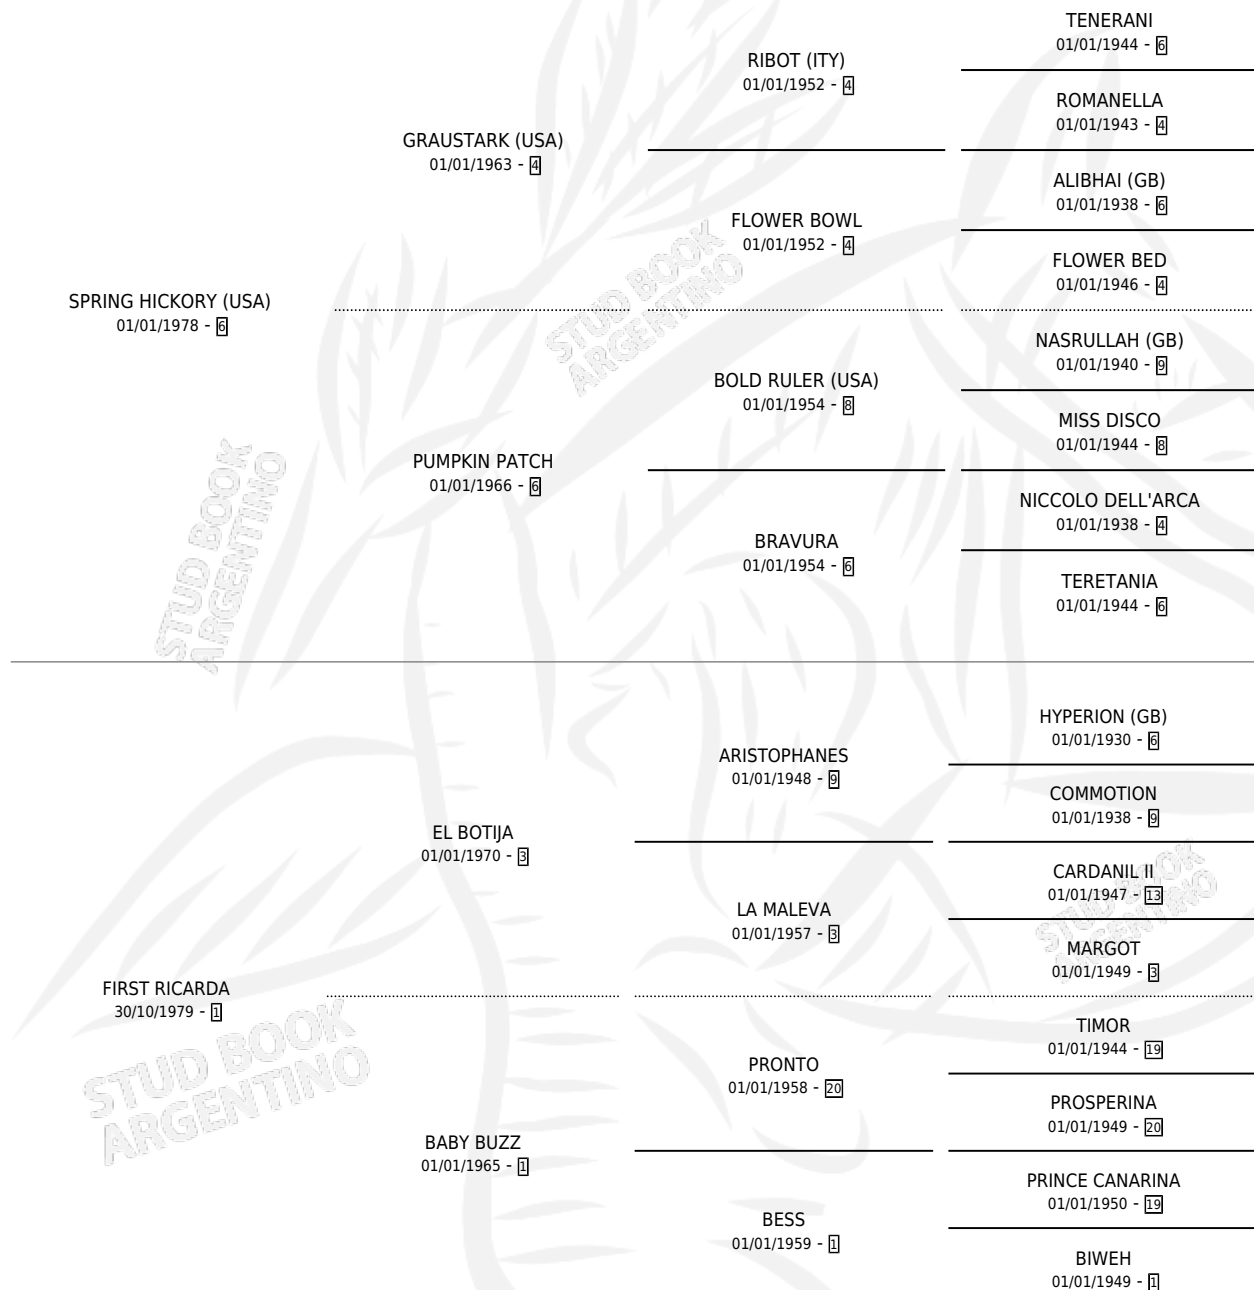 TENERANI
01/01/1944 - 6
RIBOT (ITY)
01/01/1952 - 4
ROMANELLA
01/01/1943 - 4
GRAUSTARK (USA)
01/01/1963 - 4
ALIBHAI (GB)
01/01/1938 - 6
FLOWER BOWL
01/01/1952 - 4
FLOWER BED
01/01/1946 - 4
SPRING HICKORY (USA)
01/01/1978 - 6
NASRULLAH (GB)
01/01/1940 - 9
BOLD RULER (USA)
01/01/1954 - 8
MISS DISCO
01/01/1944 - 8
PUMPKIN PATCH
01/01/1966 - 6
NICCOLO DELL'ARCA
01/01/1938 - 4
BRAVURA
01/01/1954 - 6
TERETANIA
01/01/1944 - 6
HYPERION (GB)
01/01/1930 - 6
ARISTOPHANES
01/01/1948 - 9
COMMOTION
01/01/1938 - 9
EL BOTIJA
01/01/1970 - 3
CARDANIL II
01/01/1947 - 13
LA MALEVA
01/01/1957 - 3
MARGOT
01/01/1949 - 3
FIRST RICARDA
30/10/1979 - 1
TIMOR
01/01/1944 - 19
PRONTO
01/01/1958 - 20
PROSPERINA
01/01/1949 - 20
BABY BUZZ
01/01/1965 - 1
PRINCE CANARINA
01/01/1950 - 19
BESS
01/01/1959 - 1
BIWEH
01/01/1949 - 1
STUD BOOK
ARGENTINO
STUD BOOK
ARGENTINO
STUD BOOK
ARGENTINO
STUD BOOK
ARGENTINO